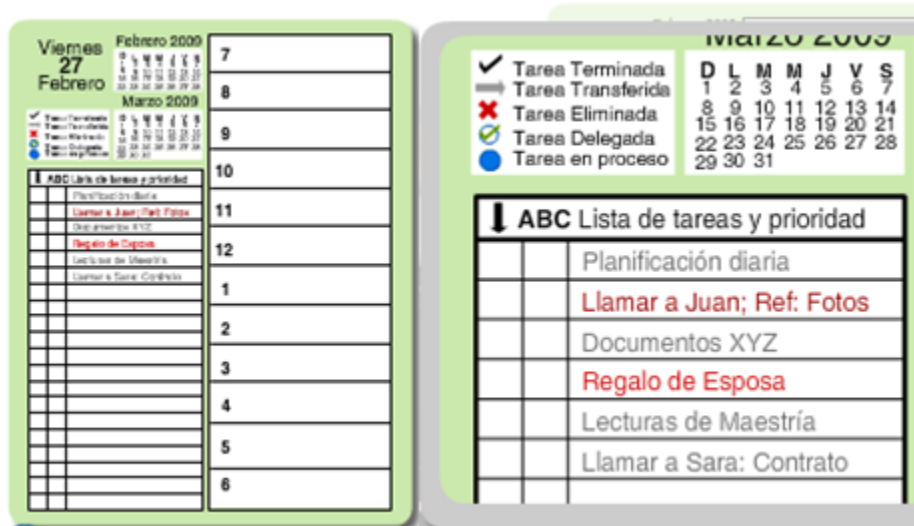 Viernes
27
Febrero
Febrero 2009
Marzo 2009
ABC Lista de tareas y prioridad
Planificación diaria
Llamar a Juan; Ref: Fotos
Documentos XYZ
Regalo de Esposa
Lecturas de Maestría
Llamar a Sara: Contrato
7
8
9
10
11
12
1
2
3
4
5
6
Marzo 2009
D L M M J V S
1 2 3 4 5 6 7
8 9 10 11 12 13 14
15 16 17 18 19 20 21
22 23 24 25 26 27 28
29 30 31
Tarea Terminada
Tarea Transferida
Tarea Eliminada
Tarea Delegada
Tarea en proceso
ABC Lista de tareas y prioridad
Planificación diaria
Llamar a Juan; Ref: Fotos
Documentos XYZ
Regalo de Esposa
Lecturas de Maestría
Llamar a Sara: Contrato